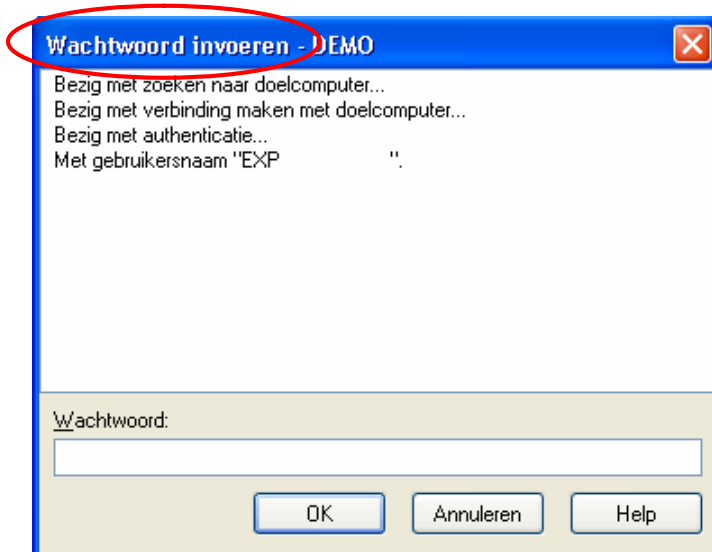 Wachtwoord invoeren - DEMO
Bezig met zoeken naar doelcomputer...
Bezig met verbinding maken met doelcomputer...
Bezig met authenticatie...
Met gebruikersnaam "EXP ".
Wachtwoord:
OK Annuleren Help